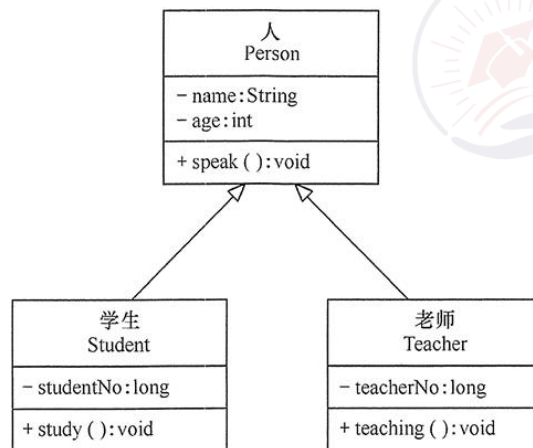 人
Person
- name:String
- age:int
+ speak ( ):void
学生
Student
- studentNo:long
+ study ( ):void
老师
Teacher
- teacherNo:long
+ teaching ( ):void